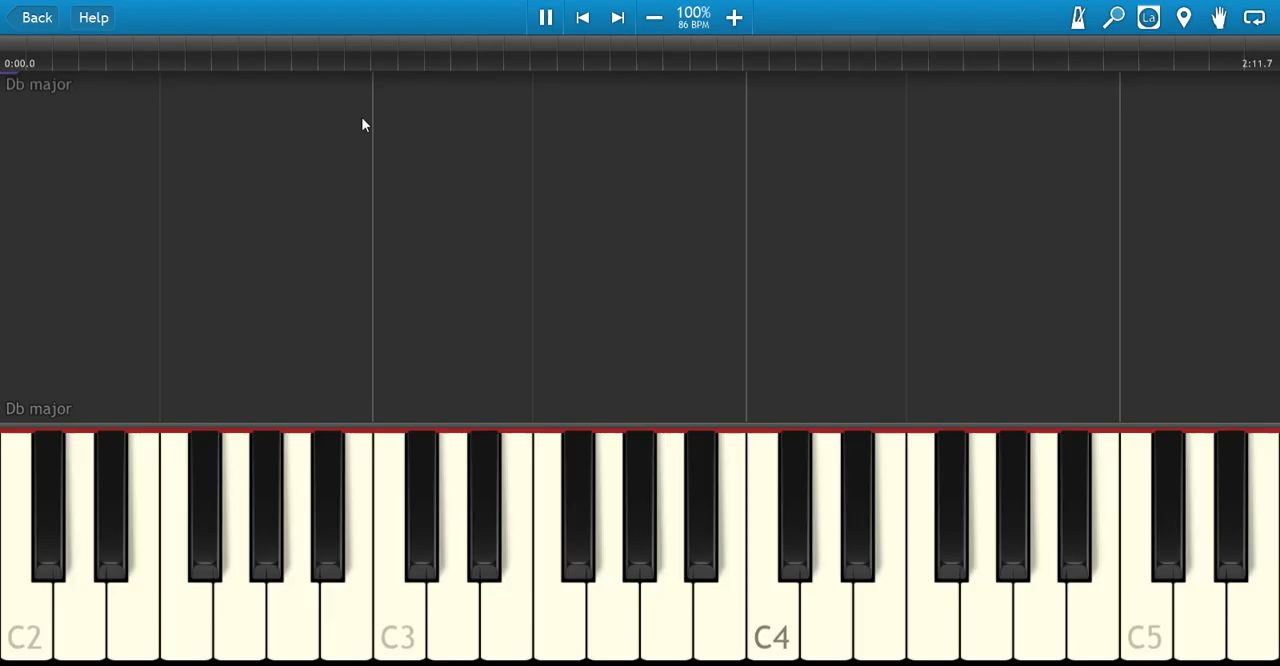 Back Help 100%
86 BPM La
0:00.0 2:11.7
Db major
Db major
C2 C3 C4 C5